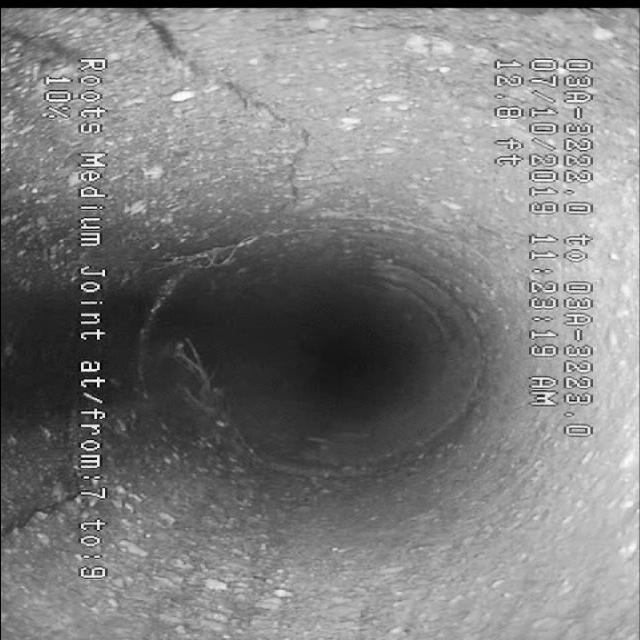 03A-3222.0 to 03A-3223.0
07/10/2019 11:23:19 AM
12.8 ft
Roots Medium Joint at/from:7 to:9
10%